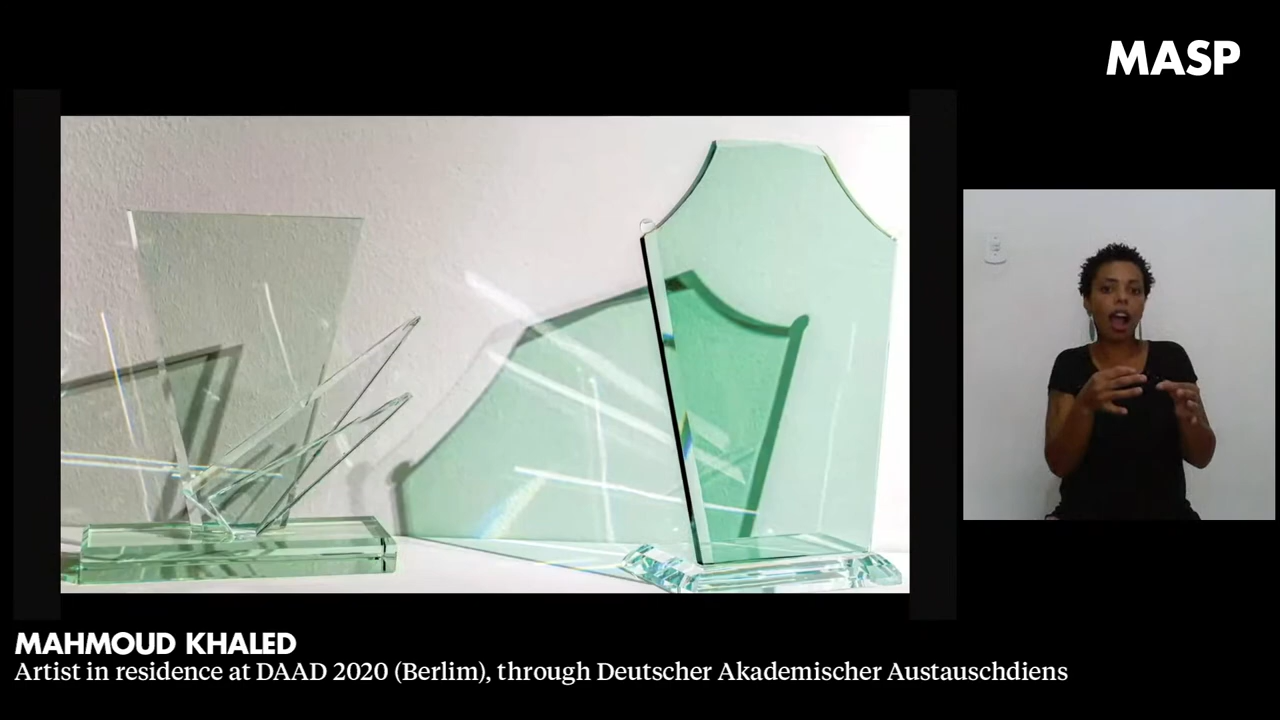 MASP
MAHMOUD KHALED
Artist in residence at DAAD 2020 (Berlim), through Deutscher Akademischer Austauschdiens